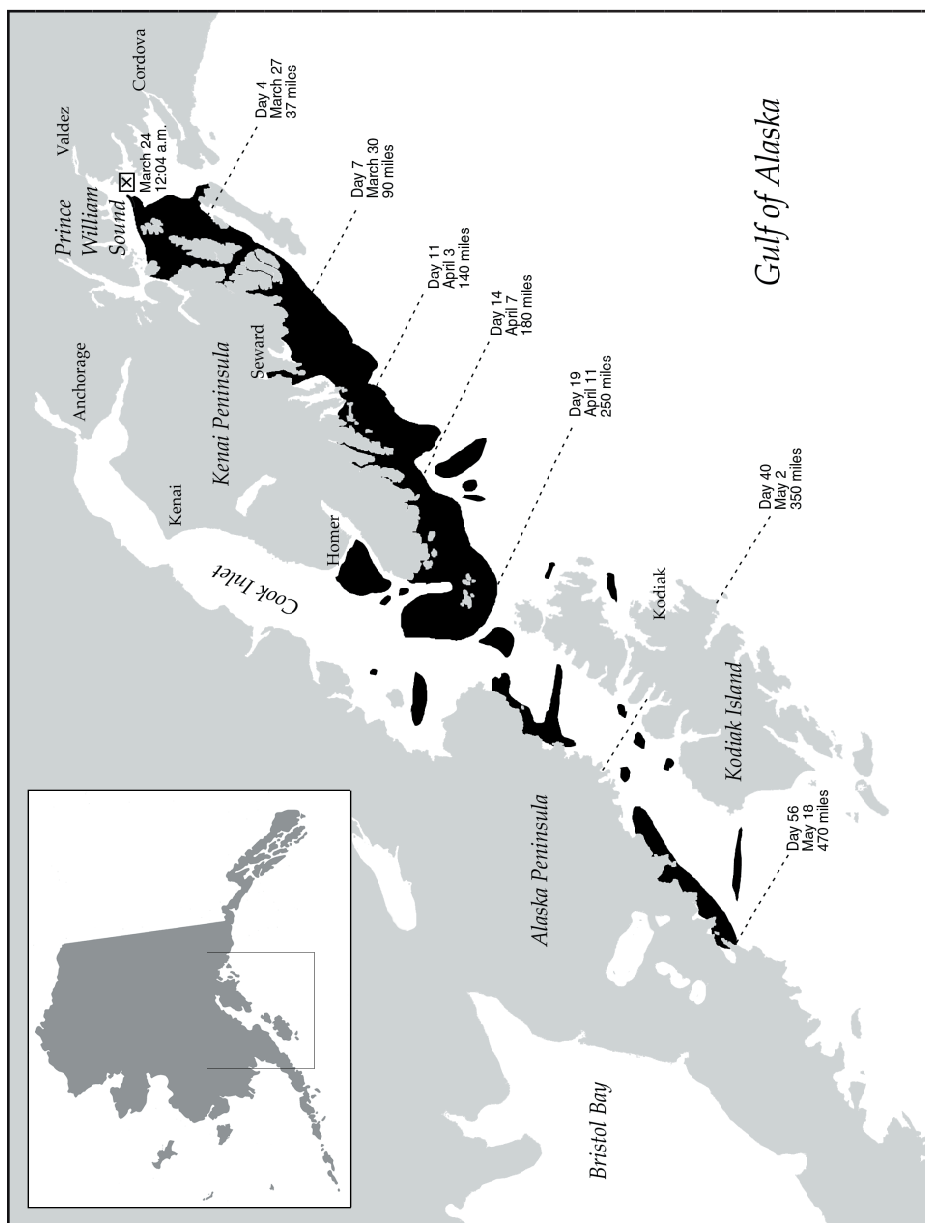 Cordova
Valdez
Prince
William
Sound
March 24
12:04 a.m.
Day 4
March 27
37 miles
Day 7
March 30
90 miles
Day 11
April 3
140 miles
Day 14
April 7
180 miles
Day 19
April 11
250 miles
Day 40
May 2
350 miles
Day 56
May 18
470 miles
Gulf of Alaska
Anchorage
Seward
Kenai Peninsula
Kenai
Homer
Cook Inlet
Kodiak
Kodiak Island
Alaska Peninsula
Bristol Bay